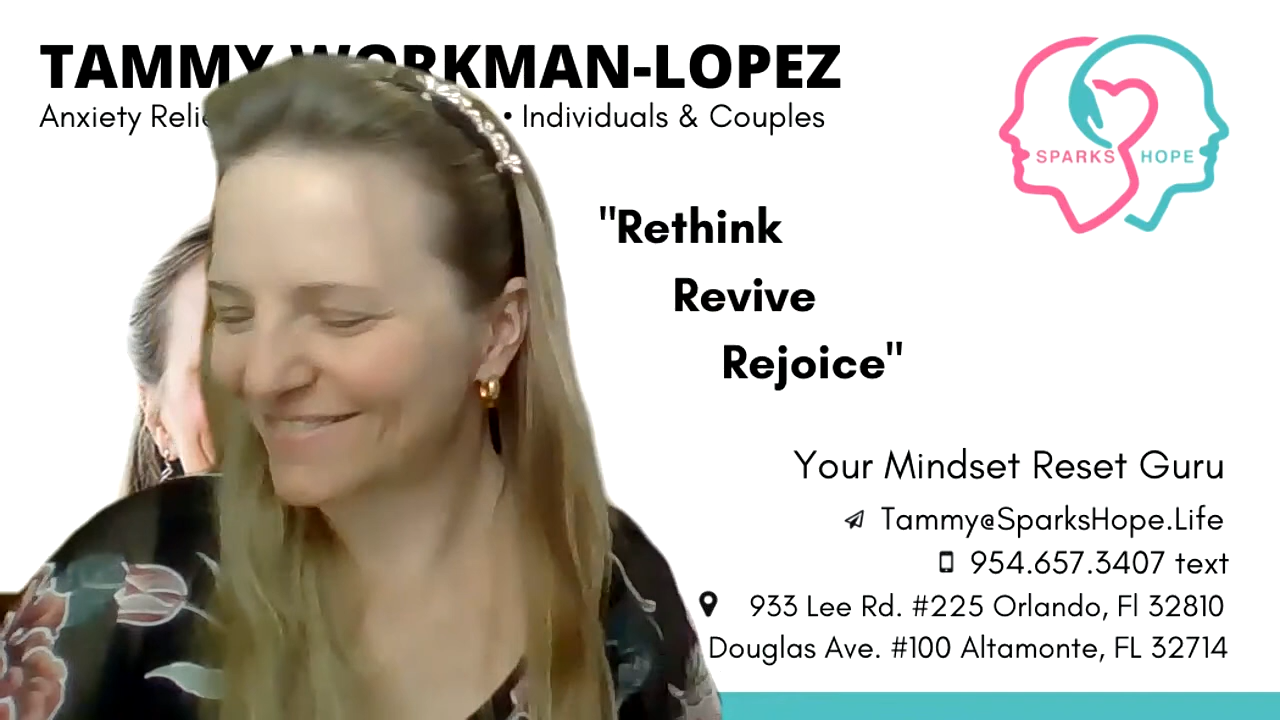 TAMMY WORKMAN-LOPEZ
Anxiety Relie • Individuals & Couples
SPARKS HOPE
"Rethink
Revive
Rejoice"
Your Mindset Reset Guru
Tammy@SparksHope.Life
954.657.3407 text
933 Lee Rd. #225 Orlando, Fl 32810
Douglas Ave. #100 Altamonte, FL 32714